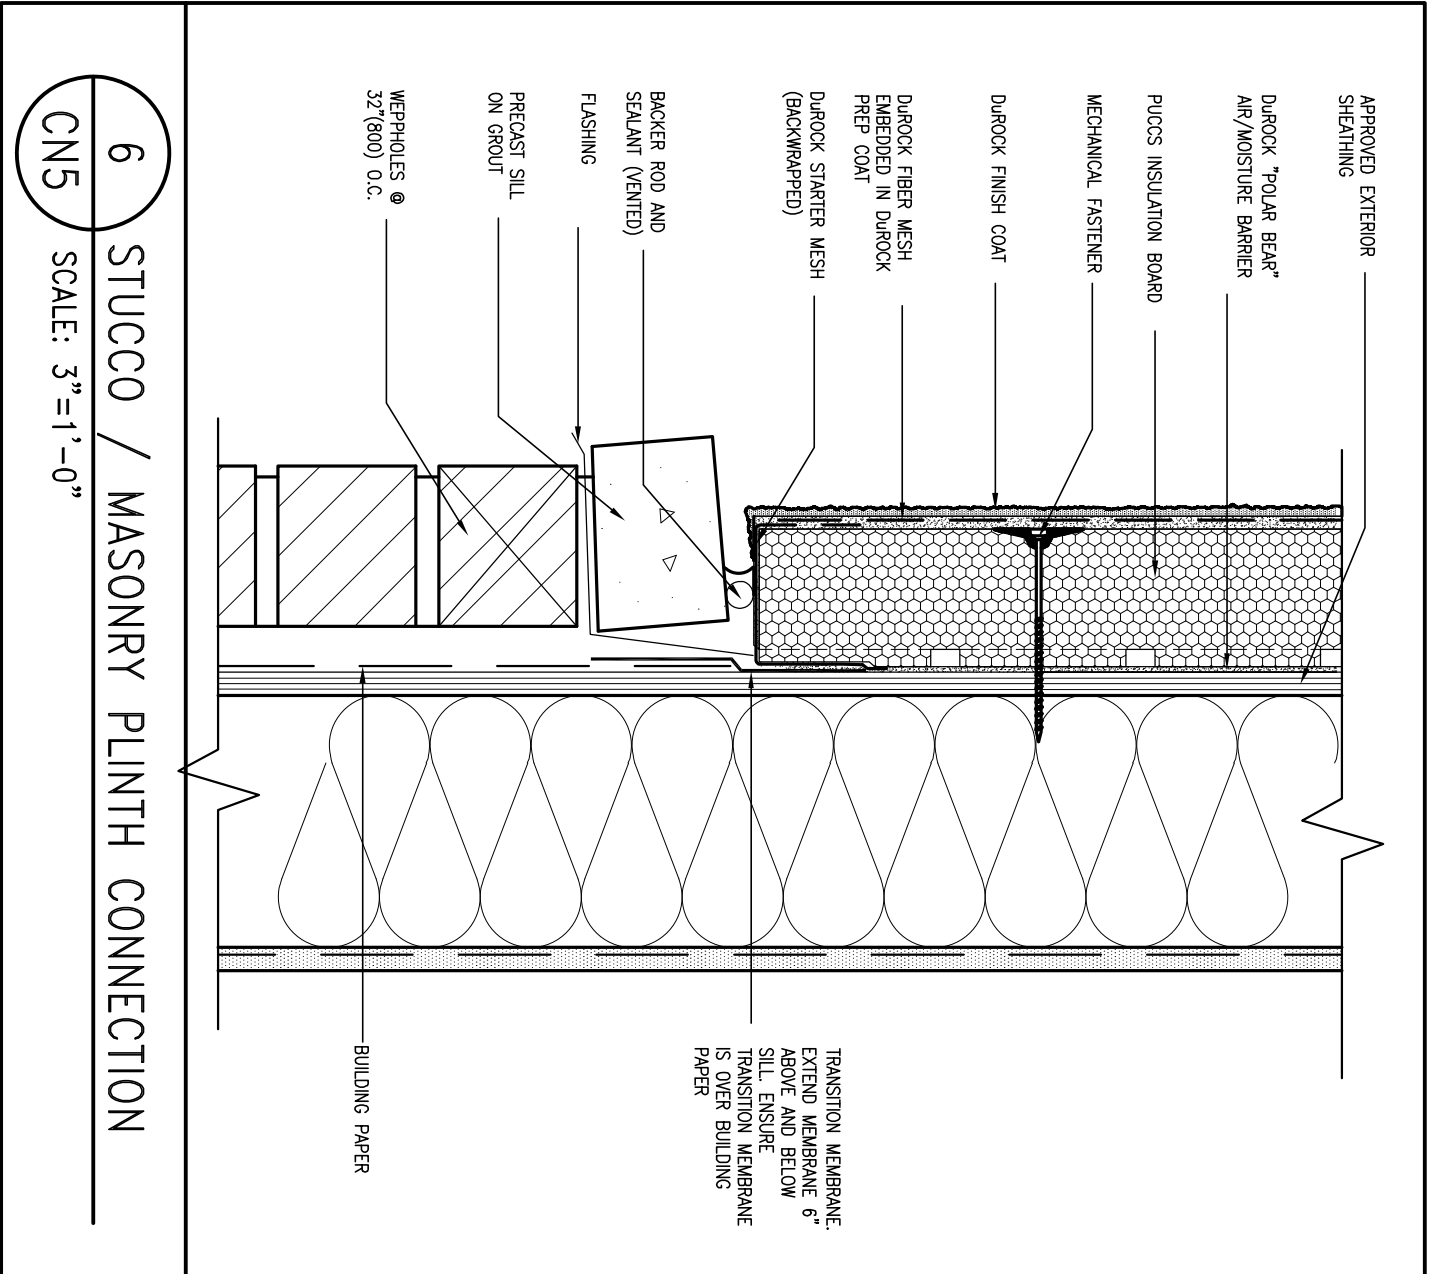 APPROVED EXTERIOR
SHEATHING
DuROCK "POLAR BEAR"
AIR/MOISTURE BARRIER
PUCCS INSULATION BOARD
MECHANICAL FASTENER
DuROCK FINISH COAT
DuROCK FIBER MESH
EMBEDDED IN DuROCK
PREP COAT
DuROCK STARTER MESH
(BACKWRAPPED)
BACKER ROD AND
SEALANT (VENTED)
FLASHING
PRECAST SILL
ON GROUT
WEPPHOLES @
32"(800) O.C.
TRANSITION MEMBRANE.
EXTEND MEMBRANE 6"
ABOVE AND BELOW
SILL. ENSURE
TRANSITION MEMBRANE
IS OVER BUILDING
PAPER
BUILDING PAPER
6
CN5
STUCCO / MASONRY PLINTH CONNECTION
SCALE: 3"=1'-0"